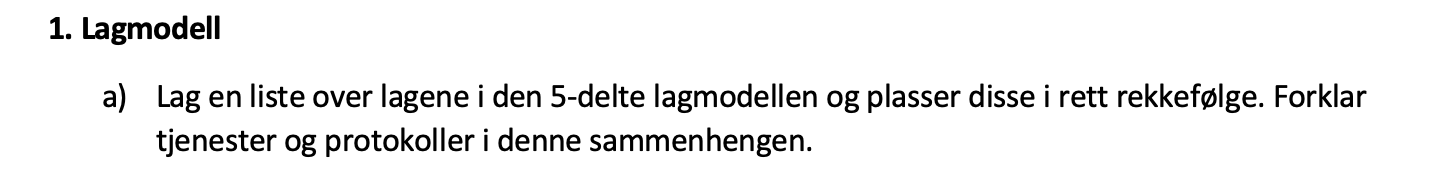 1. Lagmodell
a) Lag en liste over lagene i den 5-delte lagmodellen og plasser disse i rett rekkefølge. Forklar
tjenester og protokoller i denne sammenhengen.